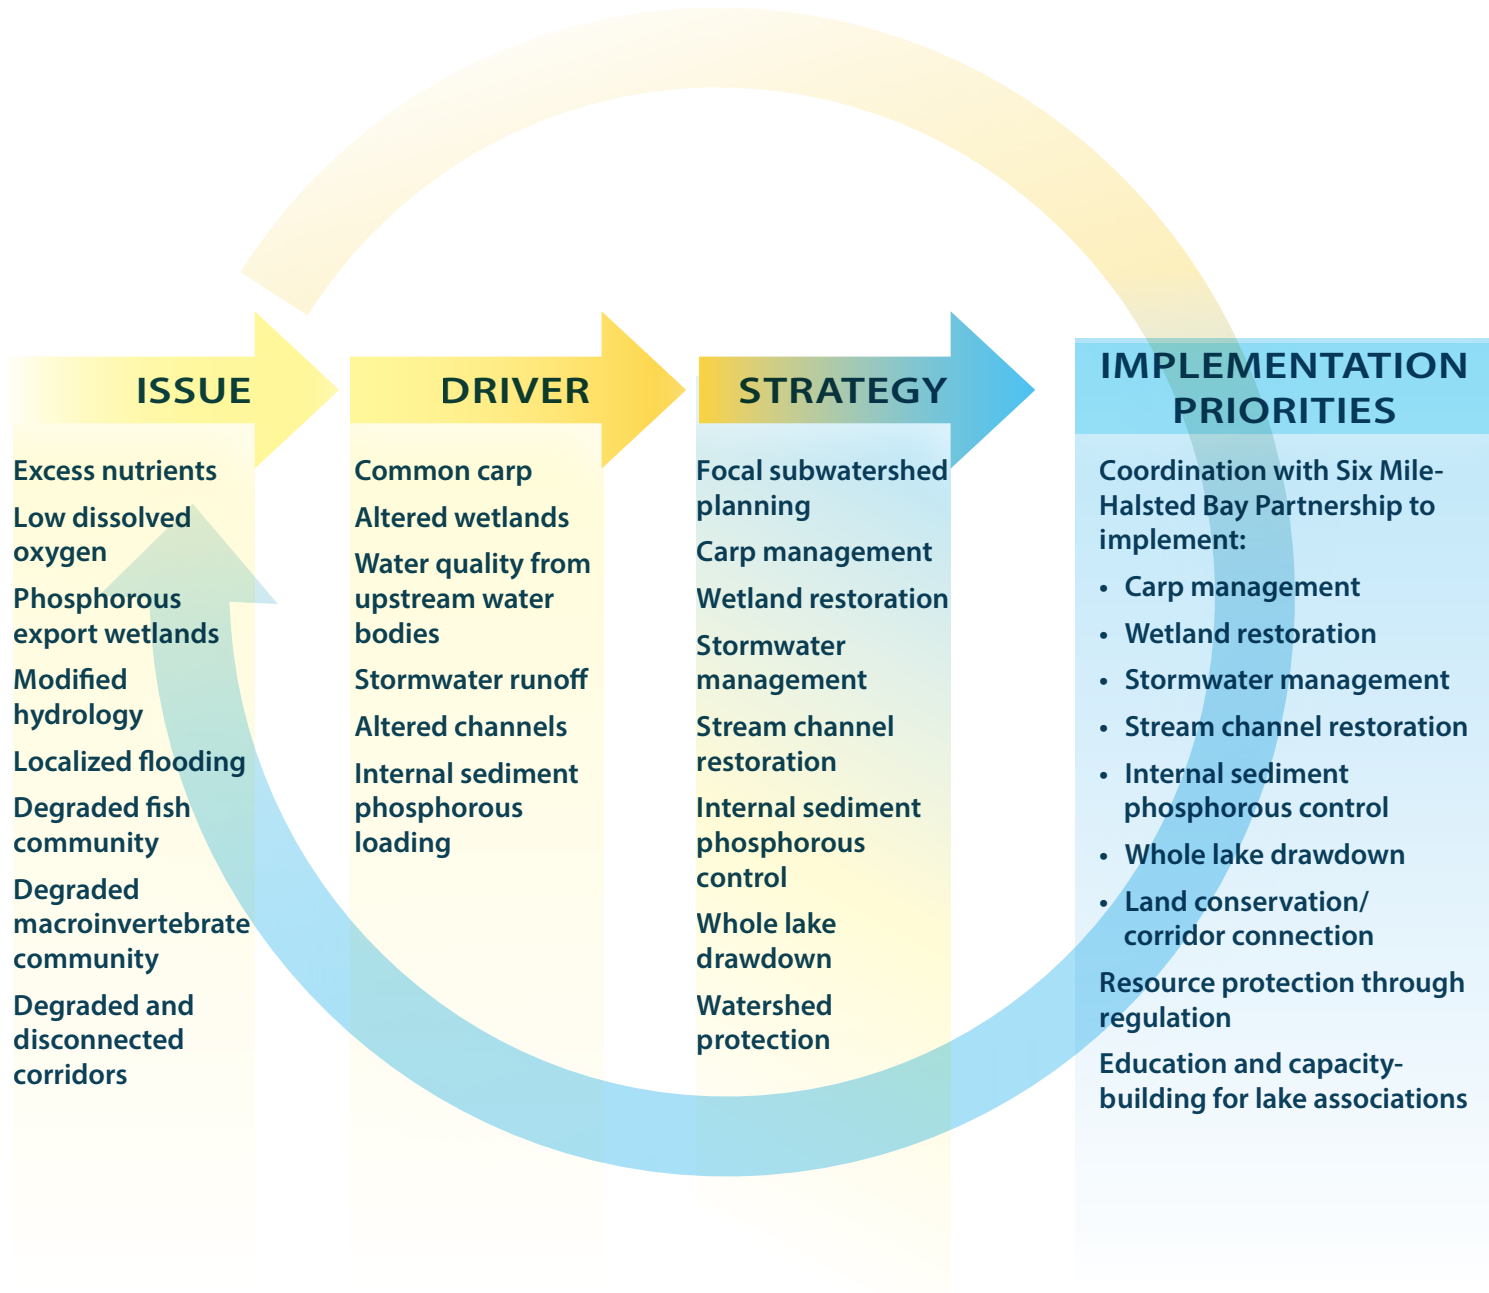 ISSUE
Excess nutrients
Low dissolved
oxygen
Phosphorous
export wetlands
Modified
hydrology
Localized flooding
Degraded fish
community
Degraded
macroinvertebrate
community
Degraded and
disconnected
corridors
DRIVER
Common carp
Altered wetlands
Water quality from
upstream water
bodies
Stormwater runoff
Altered channels
Internal sediment
phosphorous
loading
STRATEGY
Focal subwatershed
planning
Carp management
Wetland restoration
Stormwater
management
Stream channel
restoration
Internal sediment
phosphorous
control
Whole lake
drawdown
Watershed
protection
IMPLEMENTATION
PRIORITIES
Coordination with Six Mile-
Halsted Bay Partnership to
implement:
• Carp management
• Wetland restoration
• Stormwater management
• Stream channel restoration
• Internal sediment
phosphorous control
• Whole lake drawdown
• Land conservation/
corridor connection
Resource protection through
regulation
Education and capacity-
building for lake associations